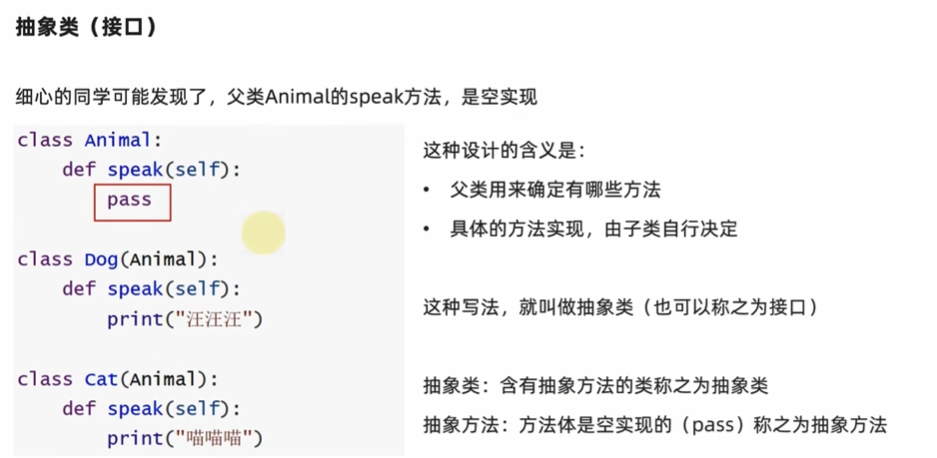 抽象类（接口）
细心的同学可能发现了，父类Animal的speak方法，是空实现
class Animal:
    def speak(self):
        pass
class Dog(Animal):
    def speak(self):
        print("汪汪汪")
class Cat(Animal):
    def speak(self):
        print("喵喵喵")
这种设计的含义是：
• 父类用来确定有哪些方法
• 具体的方法实现，由子类自行决定
这种写法，就叫做抽象类（也可以称之为接口）
抽象类：含有抽象方法的类称之为抽象类
抽象方法：方法体是空实现的（pass）称之为抽象方法